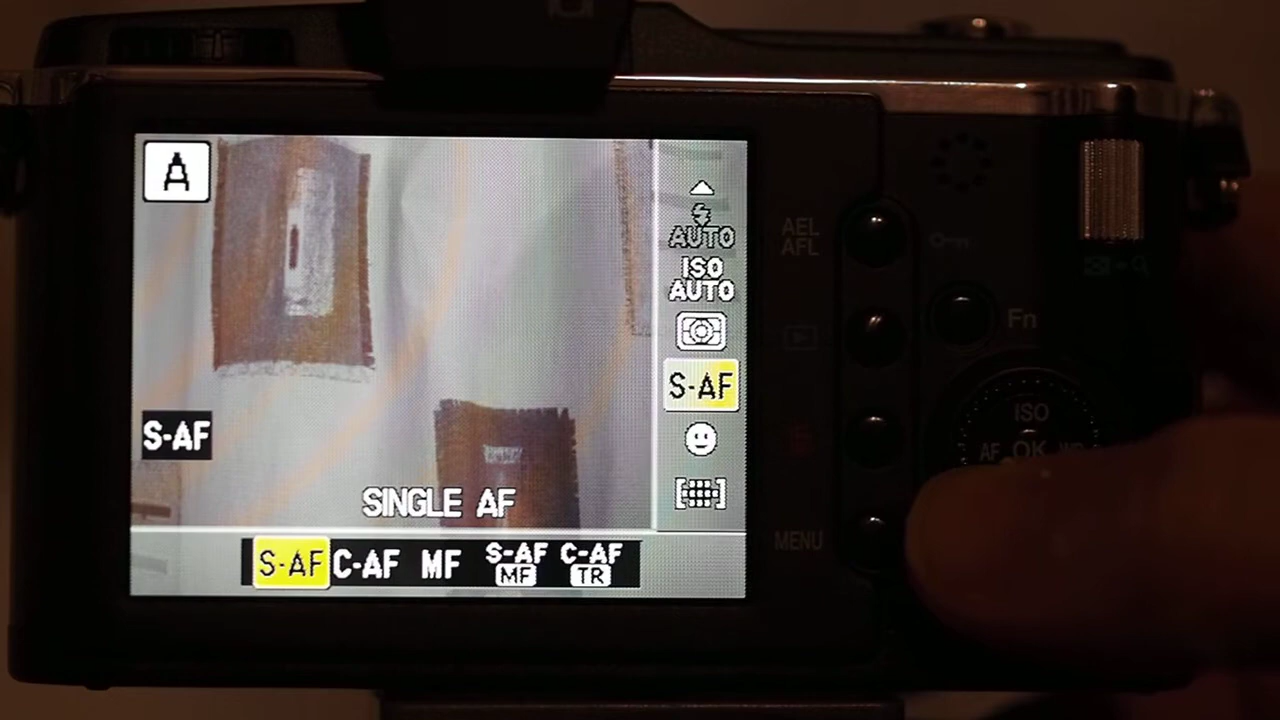 A
AUTO
ISO
AUTO
S-AF
S-AF
SINGLE AF
S-AF C-AF MF S-AF MF C-AF TR
AEL
AFL
Fn
ISO
AF OK
MENU